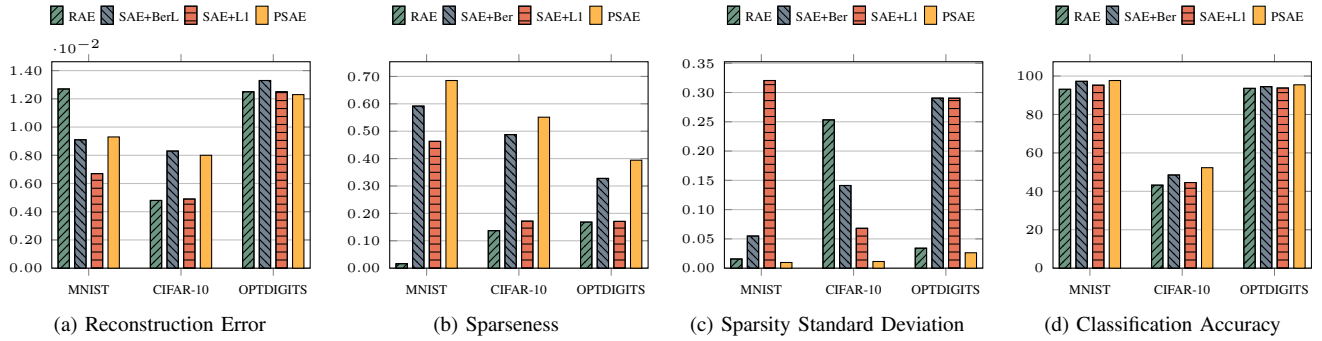 RAE SAE+BerL SAE+L1 PSAE
·10⁻²
1.40
1.20
1.00
0.80
0.60
0.40
0.20
0.00
MNIST CIFAR-10 OPTDIGITS
(a) Reconstruction Error
RAE SAE+Ber SAE+L1 PSAE
0.70
0.60
0.50
0.40
0.30
0.20
0.10
0.00
MNIST CIFAR-10 OPTDIGITS
(b) Sparseness
RAE SAE+Ber SAE+L1 PSAE
0.35
0.30
0.25
0.20
0.15
0.10
0.05
0.00
MNIST CIFAR-10 OPTDIGITS
(c) Sparsity Standard Deviation
RAE SAE+Ber SAE+L1 PSAE
100
80
60
40
20
0
MNIST CIFAR-10 OPTDIGITS
(d) Classification Accuracy